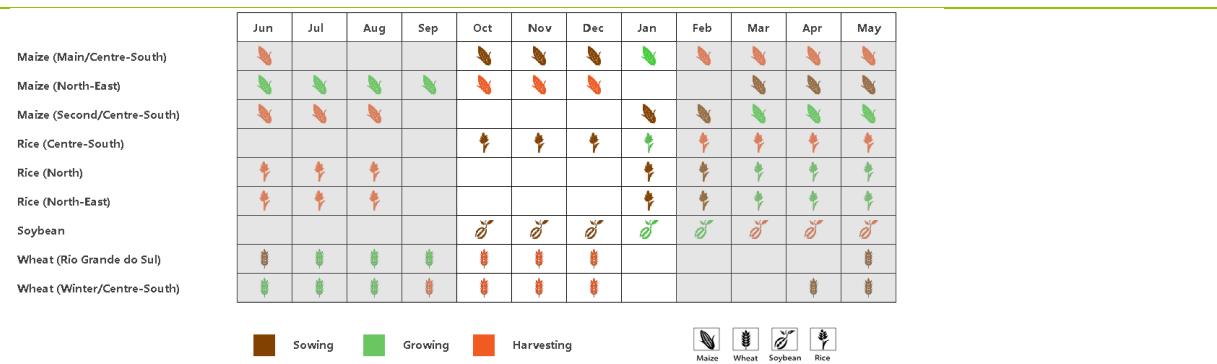 Jun Jul Aug Sep Oct Nov Dec Jan Feb Mar Apr May
Maize (Main/Centre-South)
Maize (North-East)
Maize (Second/Centre-South)
Rice (Centre-South)
Rice (North)
Rice (North-East)
Soybean
Wheat (Rio Grande do Sul)
Wheat (Winter/Centre-South)
Sowing Growing Harvesting
Maize Wheat Soybean Rice